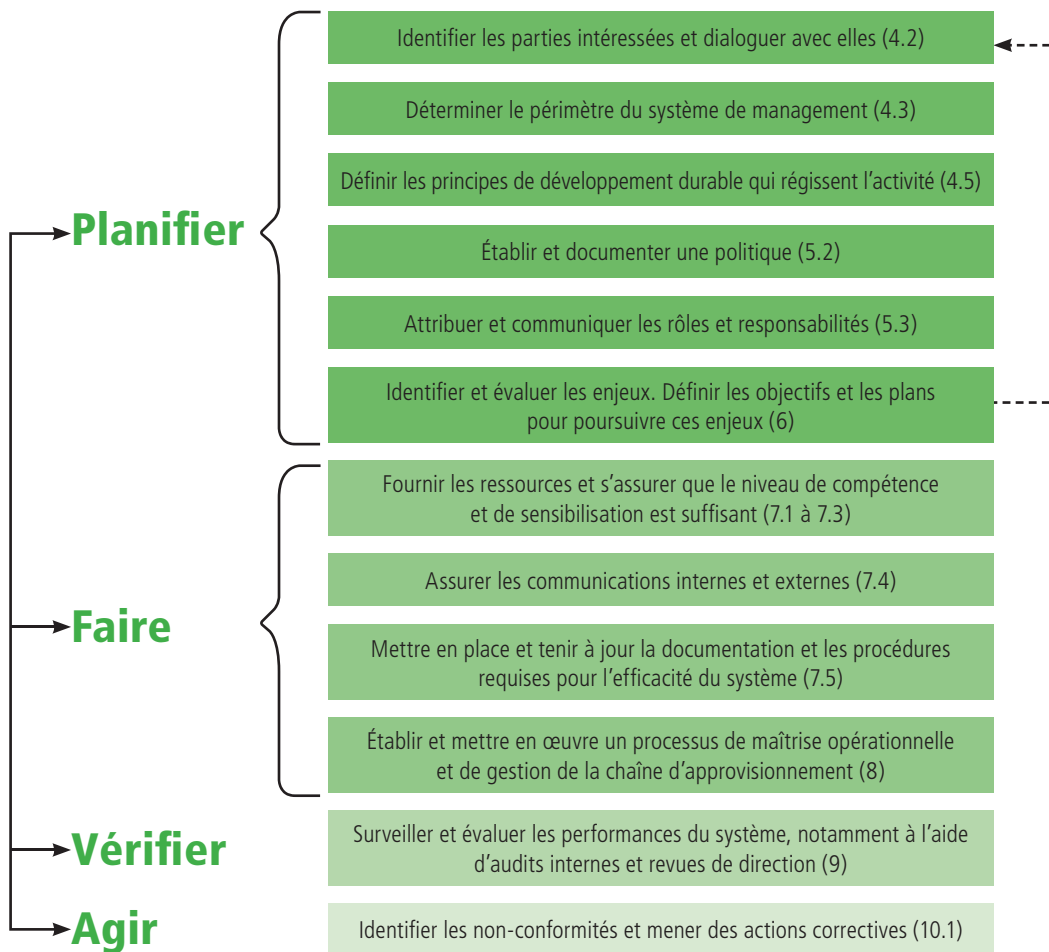 Identifier les parties intéressées et dialoguer avec elles (4.2)
Déterminer le périmètre du système de management (4.3)
Définir les principes de développement durable qui régissent l’activité (4.5)
Planifier
Établir et documenter une politique (5.2)
Attribuer et communiquer les rôles et responsabilités (5.3)
Identifier et évaluer les enjeux. Définir les objectifs et les plans
pour poursuivre ces enjeux (6)
Fournir les ressources et s’assurer que le niveau de compétence
et de sensibilisation est suffisant (7.1 à 7.3)
Assurer les communications internes et externes (7.4)
Faire
Mettre en place et tenir à jour la documentation et les procédures
requises pour l’efficacité du système (7.5)
Établir et mettre en œuvre un processus de maîtrise opérationnelle
et de gestion de la chaîne d’approvisionnement (8)
Vérifier
Surveiller et évaluer les performances du système, notamment à l’aide
d’audits internes et revues de direction (9)
Agir
Identifier les non-conformités et mener des actions correctives (10.1)